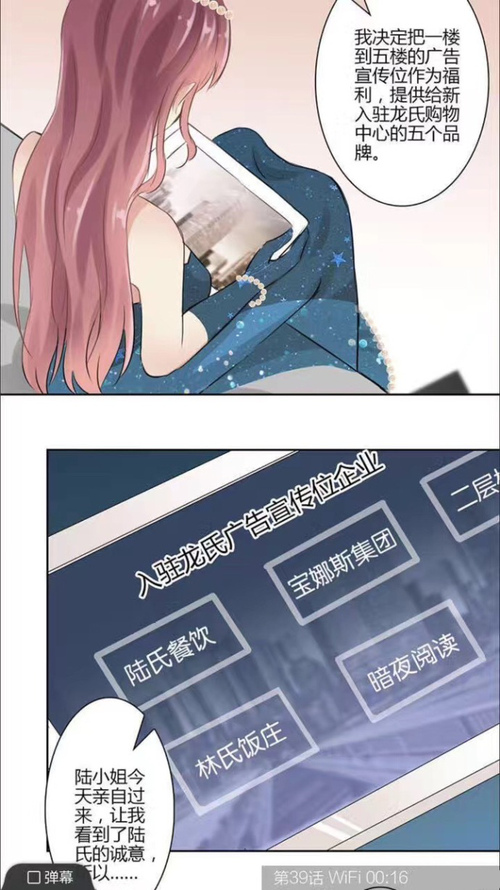 我决定把一楼
到五楼的广告
宣传位作为福
利，提供给新
入驻龙氏购物
中心的五个品
牌。
入驻龙氏广告宣传位企业
二层
宝娜斯集团
陆氏餐饮
暗夜阅读
林氏饭庄
陆小姐今
天亲自过
来，让我
看到了陆
氏的诚意，
所以……
弹幕
第39话 WiFi 00:16